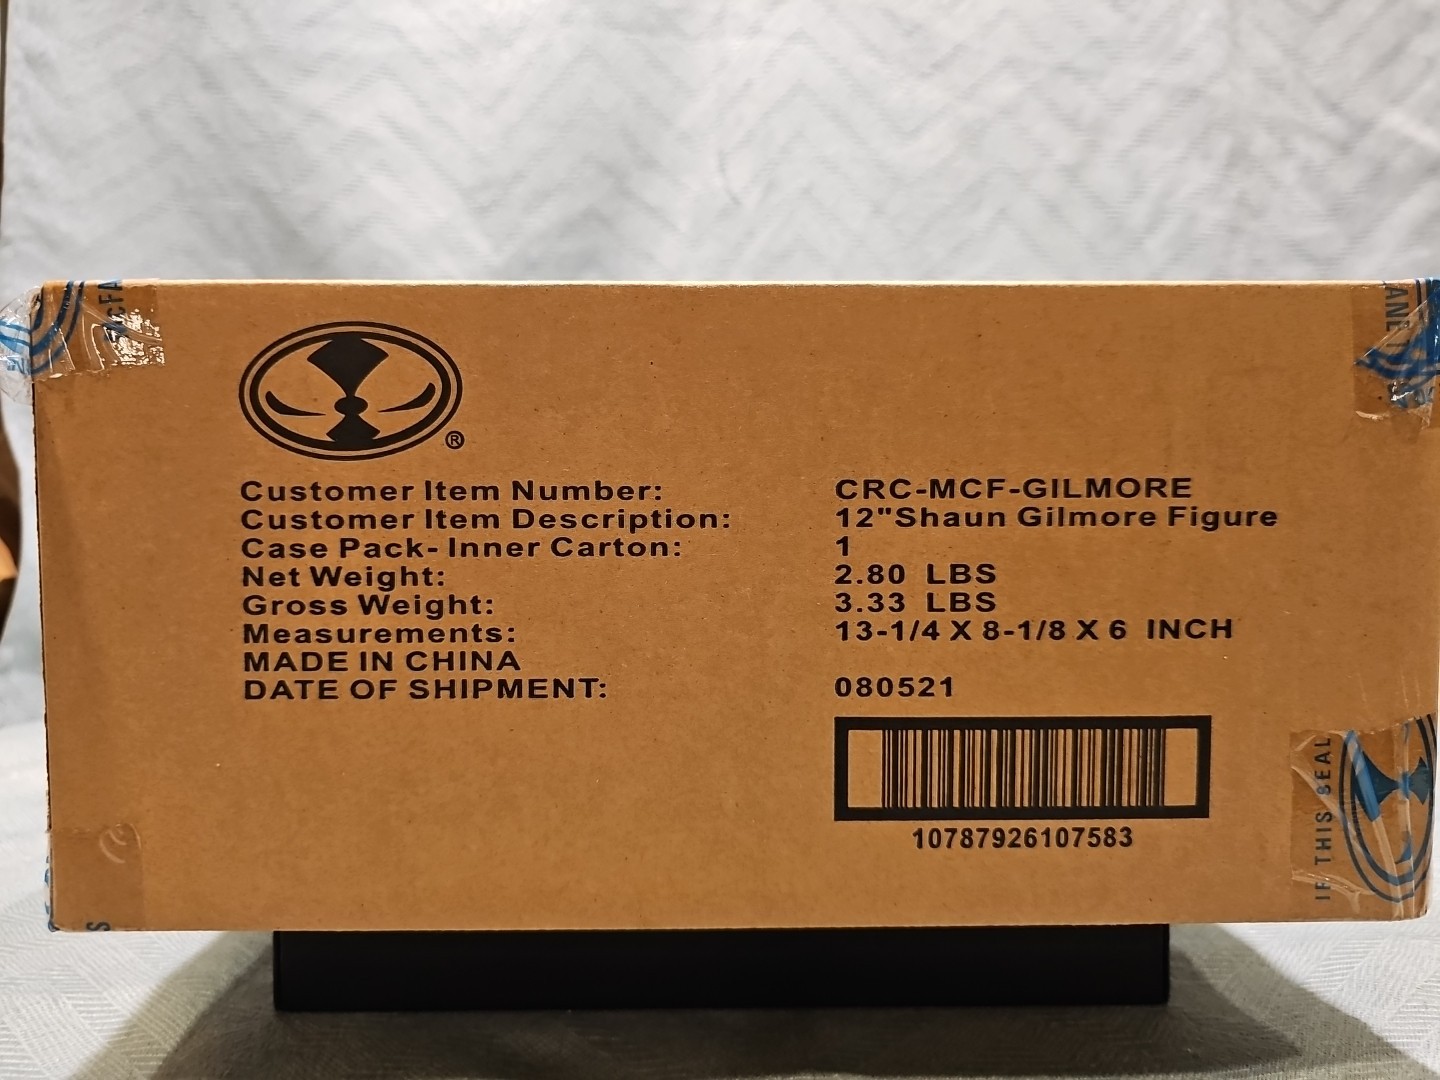 CFA
ANE T
®
Customer Item Number: CRC-MCF-GILMORE
Customer Item Description: 12"Shaun Gilmore Figure
Case Pack- Inner Carton: 1
Net Weight: 2.80 LBS
Gross Weight: 3.33 LBS
Measurements: 13-1/4 X 8-1/8 X 6 INCH
MADE IN CHINA
DATE OF SHIPMENT: 080521
10787926107583
IF THIS SEAL
S